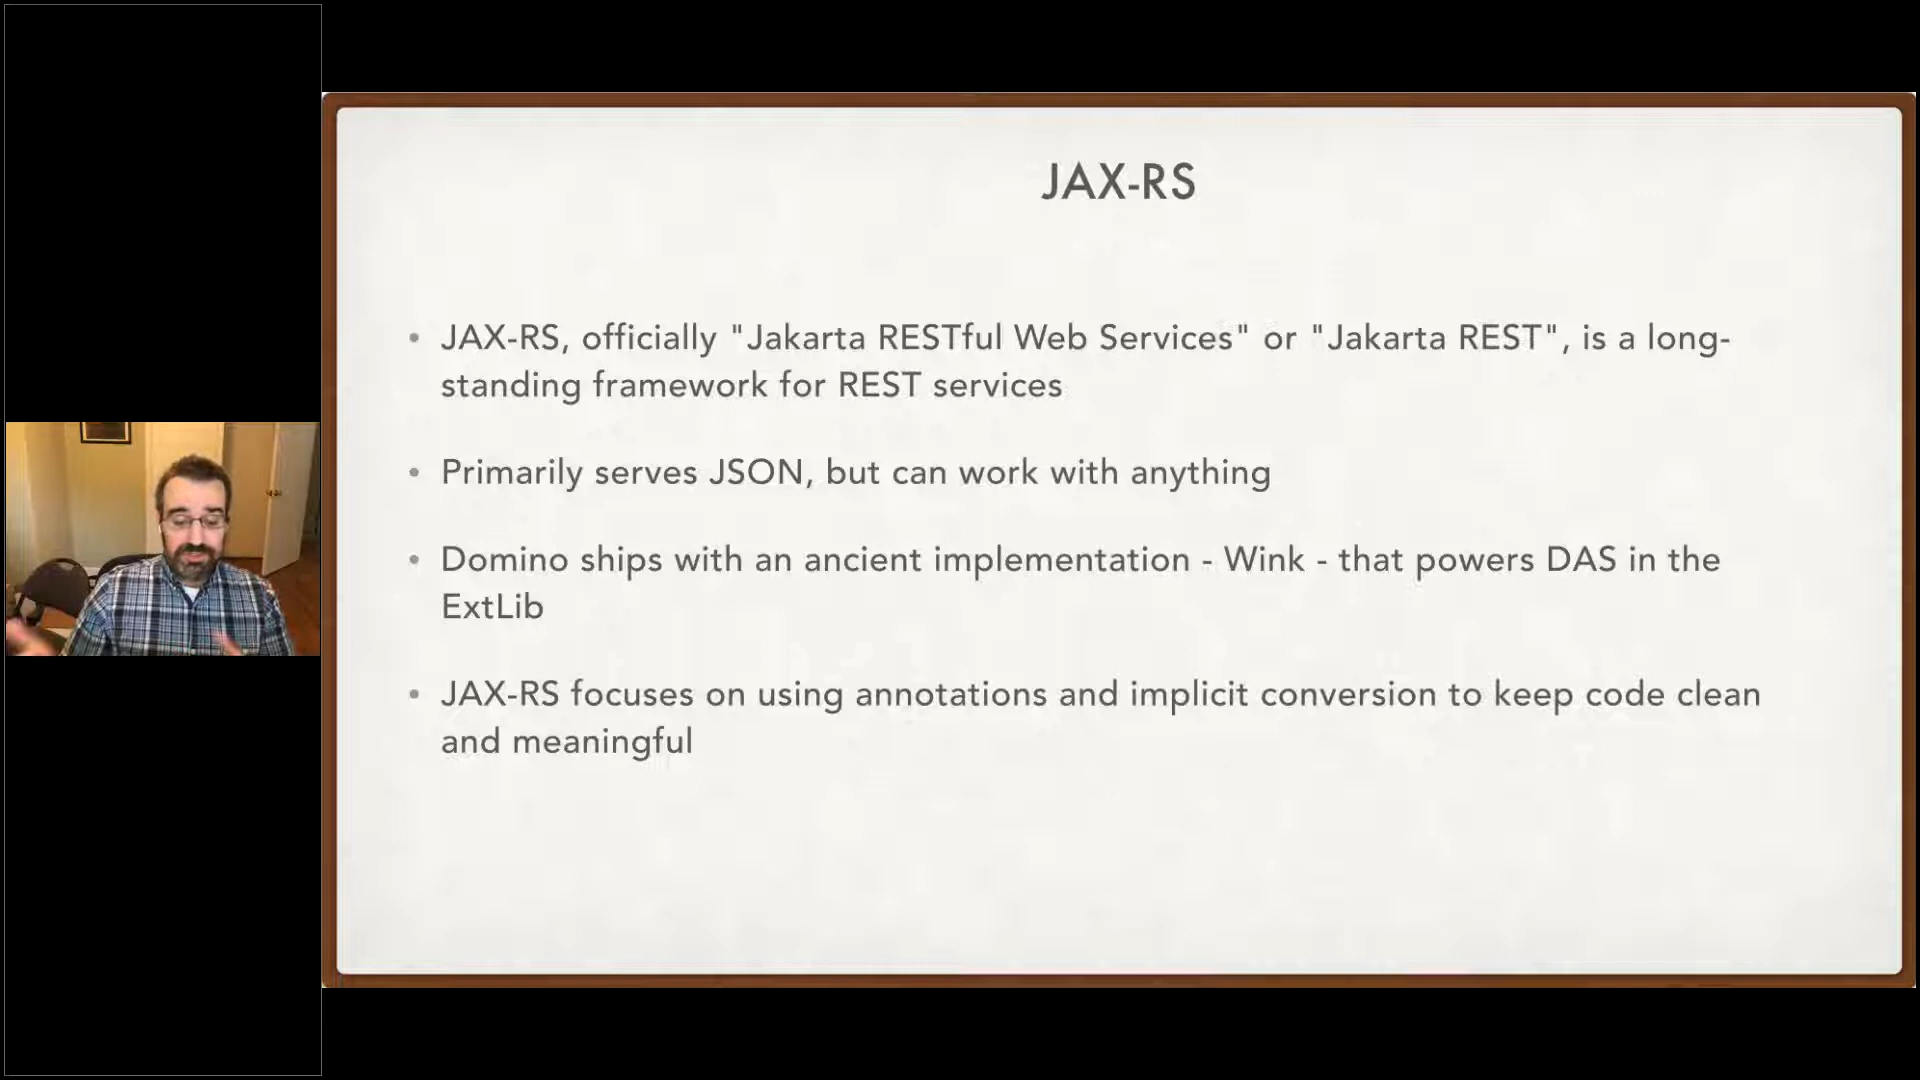 JAX-RS
• JAX-RS, officially "Jakarta RESTful Web Services" or "Jakarta REST", is a long-
standing framework for REST services
• Primarily serves JSON, but can work with anything
• Domino ships with an ancient implementation - Wink - that powers DAS in the
ExtLib
• JAX-RS focuses on using annotations and implicit conversion to keep code clean
and meaningful